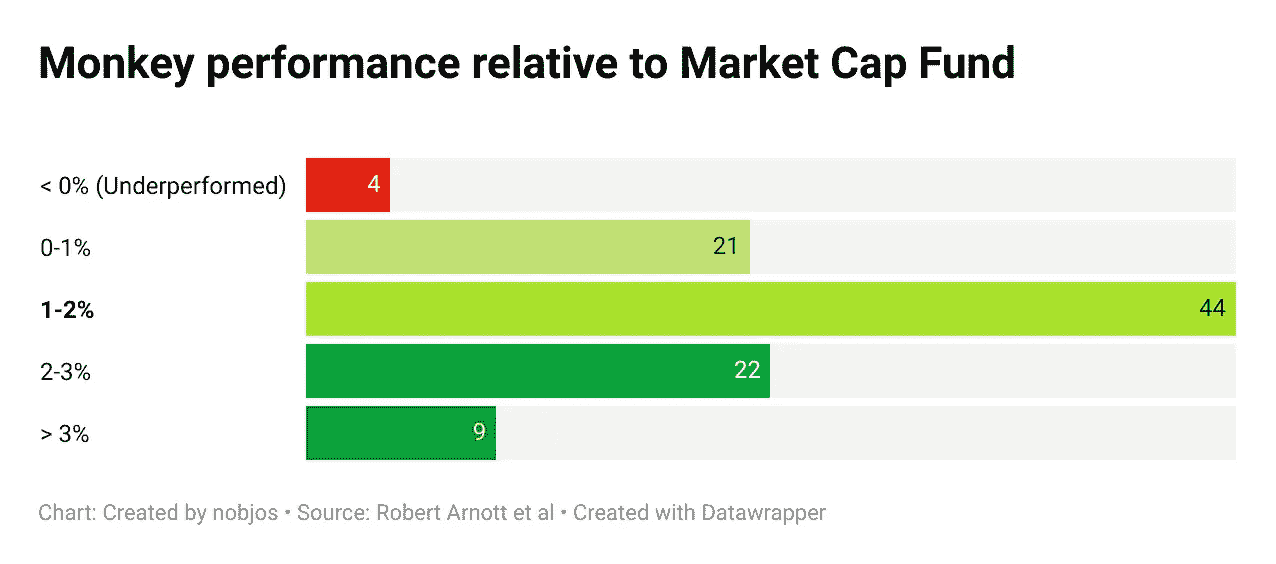 Monkey performance relative to Market Cap Fund
< 0% (Underperformed) 4
0-1% 21
1-2% 44
2-3% 22
> 3% 9
Chart: Created by nobjos • Source: Robert Arnott et al • Created with Datawrapper